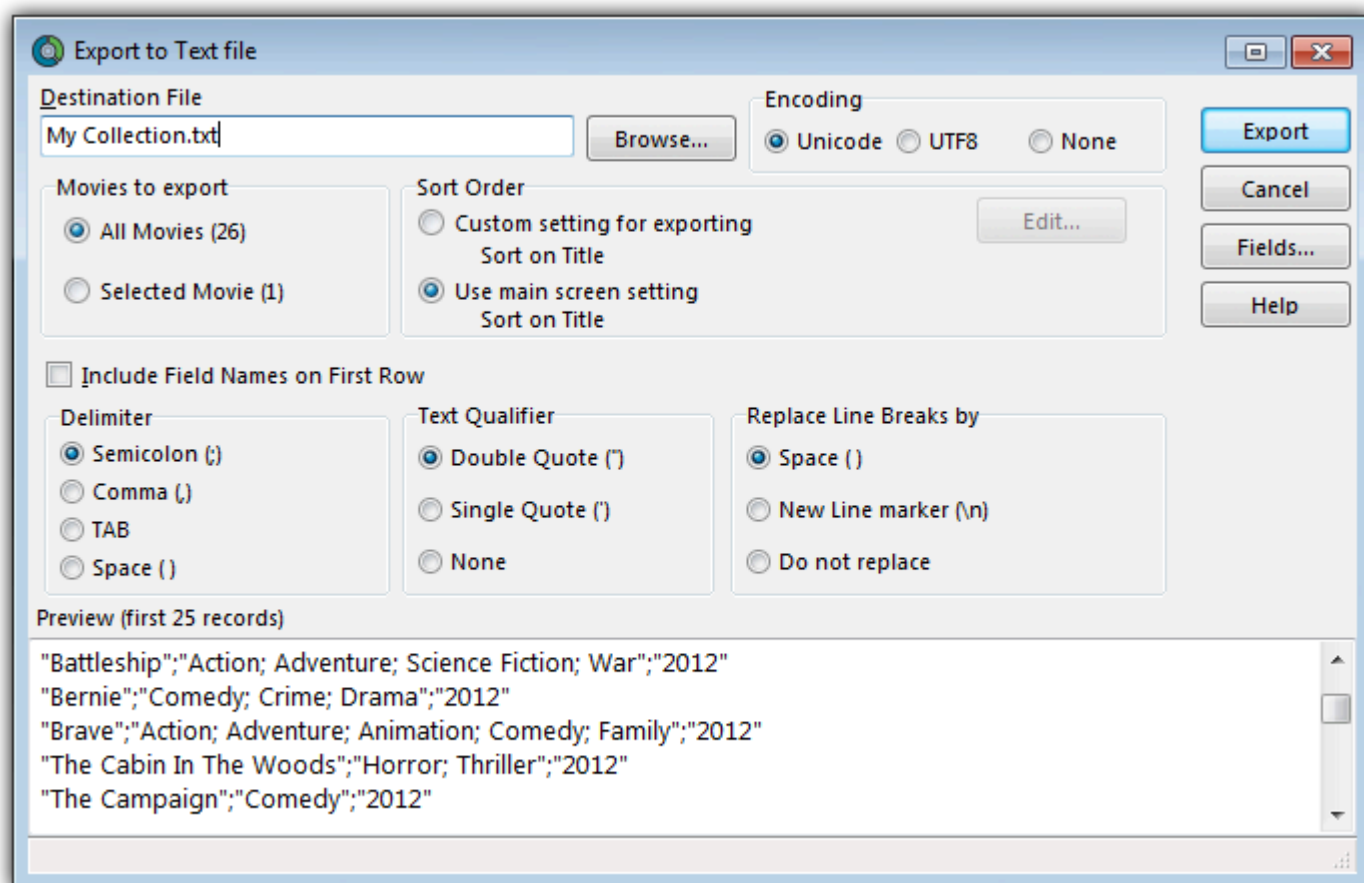 Export to Text file
Destination File
My Collection.txt
Browse...
Encoding
Unicode
UTF8
None
Export
Cancel
Fields...
Help
Movies to export
All Movies (26)
Selected Movie (1)
Sort Order
Custom setting for exporting
Sort on Title
Edit...
Use main screen setting
Sort on Title
Include Field Names on First Row
Delimiter
Semicolon (;)
Comma (,)
TAB
Space ( )
Text Qualifier
Double Quote (")
Single Quote (')
None
Replace Line Breaks by
Space ( )
New Line marker (\n)
Do not replace
Preview (first 25 records)
"Battleship";"Action; Adventure; Science Fiction; War";"2012"
"Bernie";"Comedy; Crime; Drama";"2012"
"Brave";"Action; Adventure; Animation; Comedy; Family";"2012"
"The Cabin In The Woods";"Horror; Thriller";"2012"
"The Campaign";"Comedy";"2012"